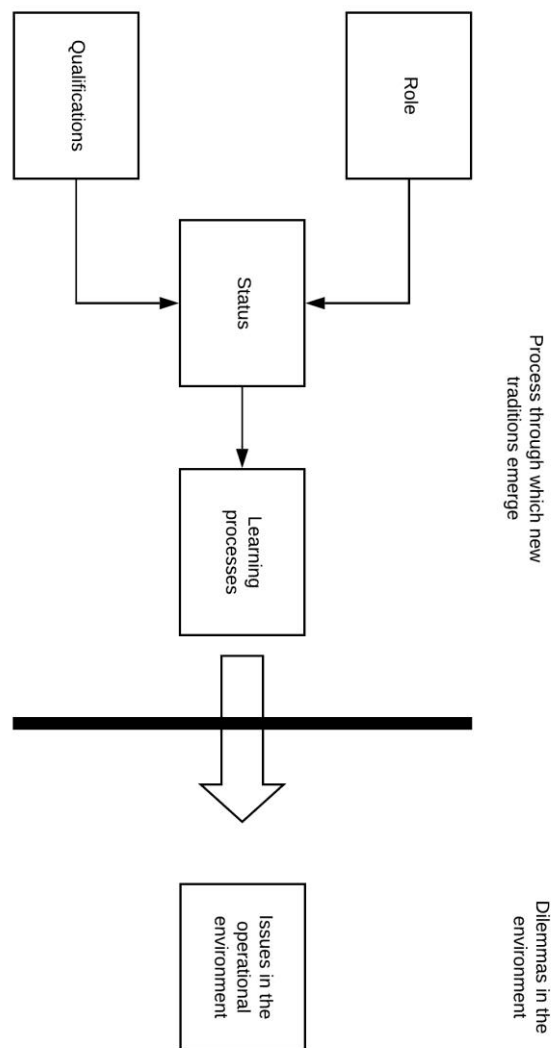 Process through which new
traditions emerge
Dilemmas in the
environment
Role
Qualifications
Status
Learning
processes
Issues in the
operational
environment